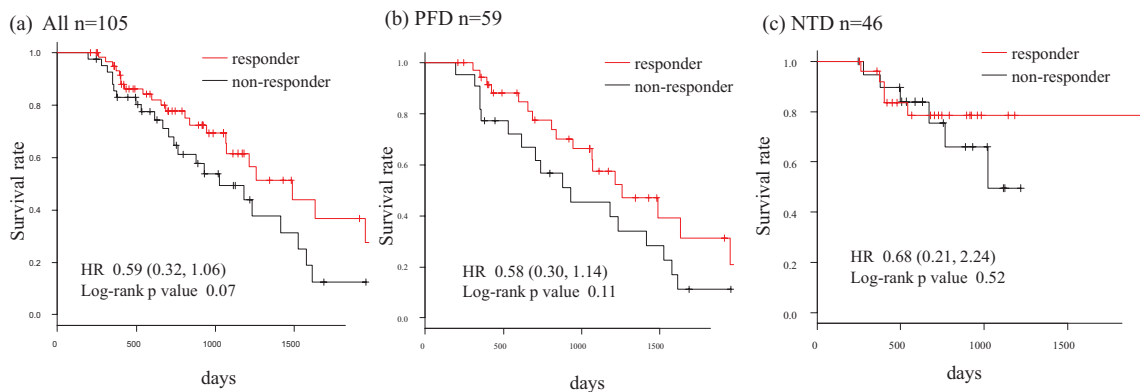 (a) All n=105
responder
non-responder
1.0
0.8
0.6
0.4
0.2
0.0
Survival rate
HR 0.59 (0.32, 1.06)
Log-rank p value 0.07
0 500 1000 1500
days
(b) PFD n=59
responder
non-responder
1.0
0.8
0.6
0.4
0.2
0.0
Survival rate
HR 0.58 (0.30, 1.14)
Log-rank p value 0.11
0 500 1000 1500
days
(c) NTD n=46
responder
non-responder
1.0
0.8
0.6
0.4
0.2
0.0
Survival rate
HR 0.68 (0.21, 2.24)
Log-rank p value 0.52
0 500 1000 1500
days